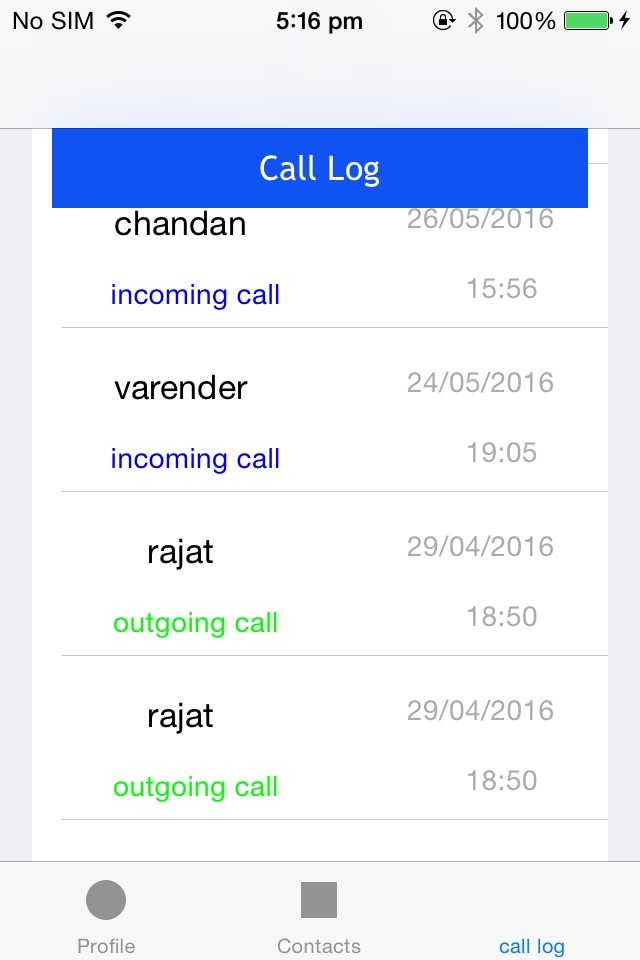 No SIM 5:16 pm 100%
Call Log
chandan 26/05/2016
incoming call 15:56
varender 24/05/2016
incoming call 19:05
rajat 29/04/2016
outgoing call 18:50
rajat 29/04/2016
outgoing call 18:50
Profile Contacts call log